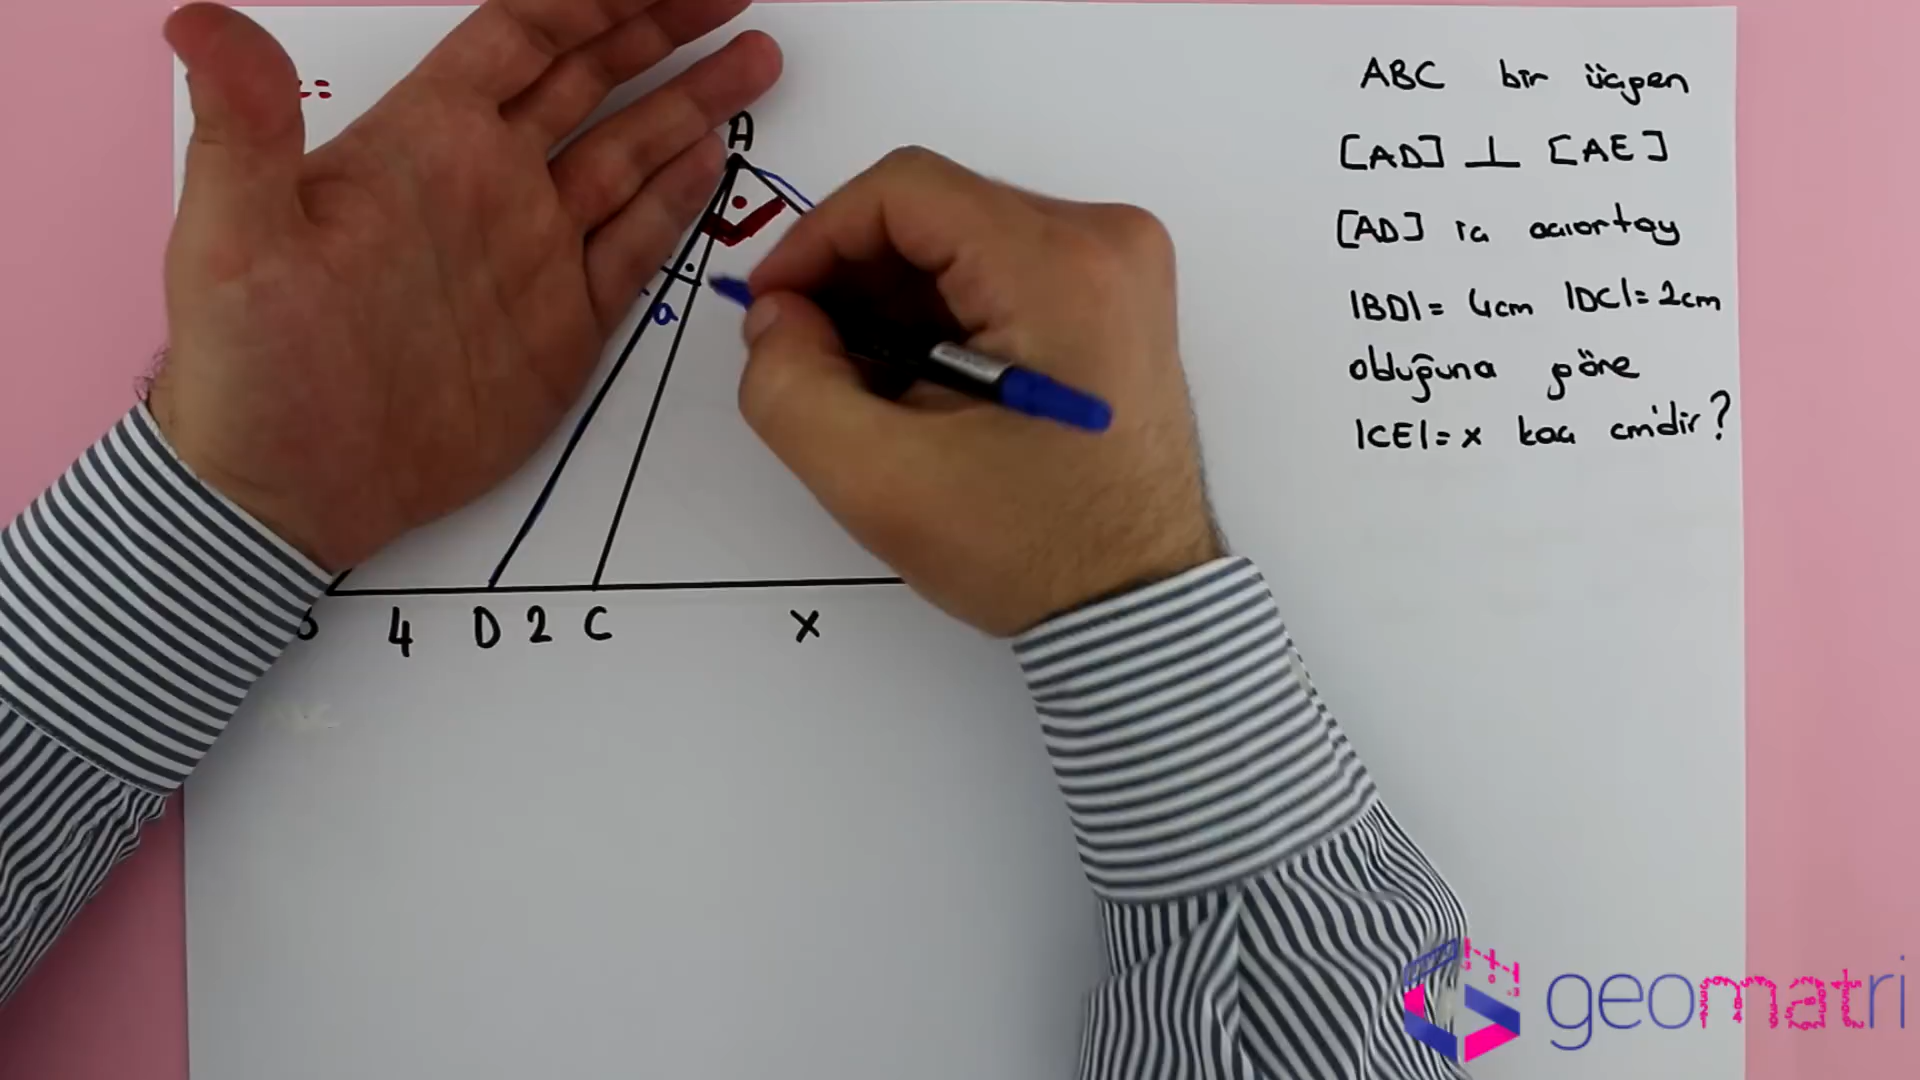 A
a
4 D 2 C x
ABC bir üçgen
[AD] ⊥ [AE]
[AD] iç açıortay
|BD|= 4cm |DC|= 2cm
olduğuna göre
|CE|= x kaç cm'dir?
geomatri